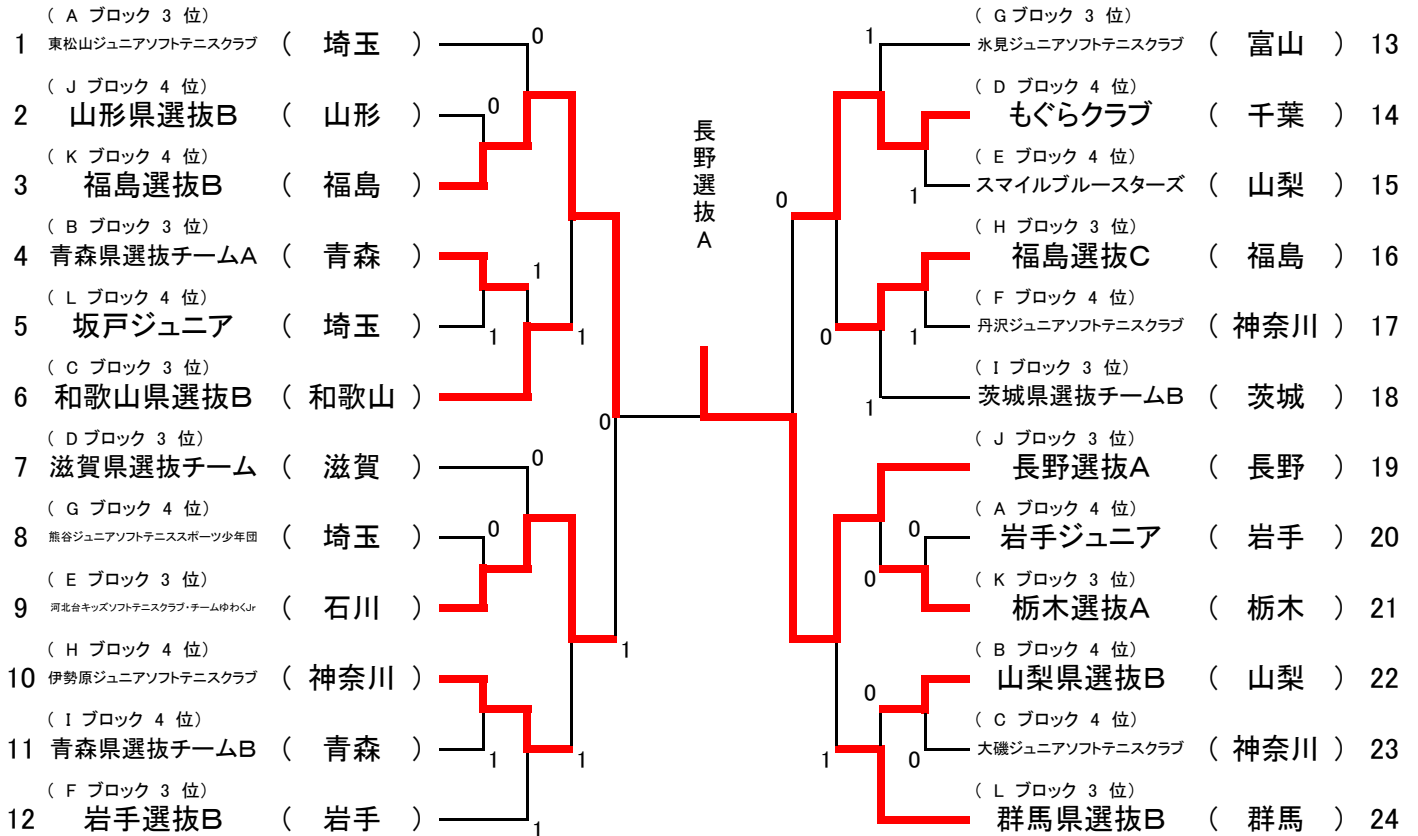 ( A ブロック 3 位)
1 東松山ジュニアソフトテニスクラブ ( 埼玉 )
0
( J ブロック 4 位)
2 山形県選抜B ( 山形 )
0
( K ブロック 4 位)
3 福島選抜B ( 福島 )
( B ブロック 3 位)
4 青森県選抜チームA ( 青森 )
1
( L ブロック 4 位)
5 坂戸ジュニア ( 埼玉 )
1
1
( C ブロック 3 位)
6 和歌山県選抜B ( 和歌山 )
0
( D ブロック 3 位)
7 滋賀県選抜チーム ( 滋賀 )
0
( G ブロック 4 位)
8 熊谷ジュニアソフトテニススポーツ少年団 ( 埼玉 )
0
( E ブロック 3 位)
9 河北台キッズソフトテニスクラブ・チームゆわくJr ( 石川 )
( H ブロック 4 位)
1
10 伊勢原ジュニアソフトテニスクラブ ( 神奈川 )
( I ブロック 4 位)
11 青森県選抜チームB ( 青森 )
1
1
( F ブロック 3 位)
12 岩手選抜B ( 岩手 )
1
長野選抜A
( G ブロック 3 位)
1
氷見ジュニアソフトテニスクラブ ( 富山 ) 13
( D ブロック 4 位)
もぐらクラブ ( 千葉 ) 14
( E ブロック 4 位)
スマイルブルースターズ ( 山梨 ) 15
0
1
( H ブロック 3 位)
福島選抜C ( 福島 ) 16
( F ブロック 4 位)
丹沢ジュニアソフトテニスクラブ ( 神奈川 ) 17
0
1
( I ブロック 3 位)
茨城県選抜チームB ( 茨城 ) 18
1
( J ブロック 3 位)
長野選抜A ( 長野 ) 19
( A ブロック 4 位)
0
岩手ジュニア ( 岩手 ) 20
( K ブロック 3 位)
0
栃木選抜A ( 栃木 ) 21
( B ブロック 4 位)
山梨県選抜B ( 山梨 ) 22
0
( C ブロック 4 位)
大磯ジュニアソフトテニスクラブ ( 神奈川 ) 23
1
0
( L ブロック 3 位)
群馬県選抜B ( 群馬 ) 24